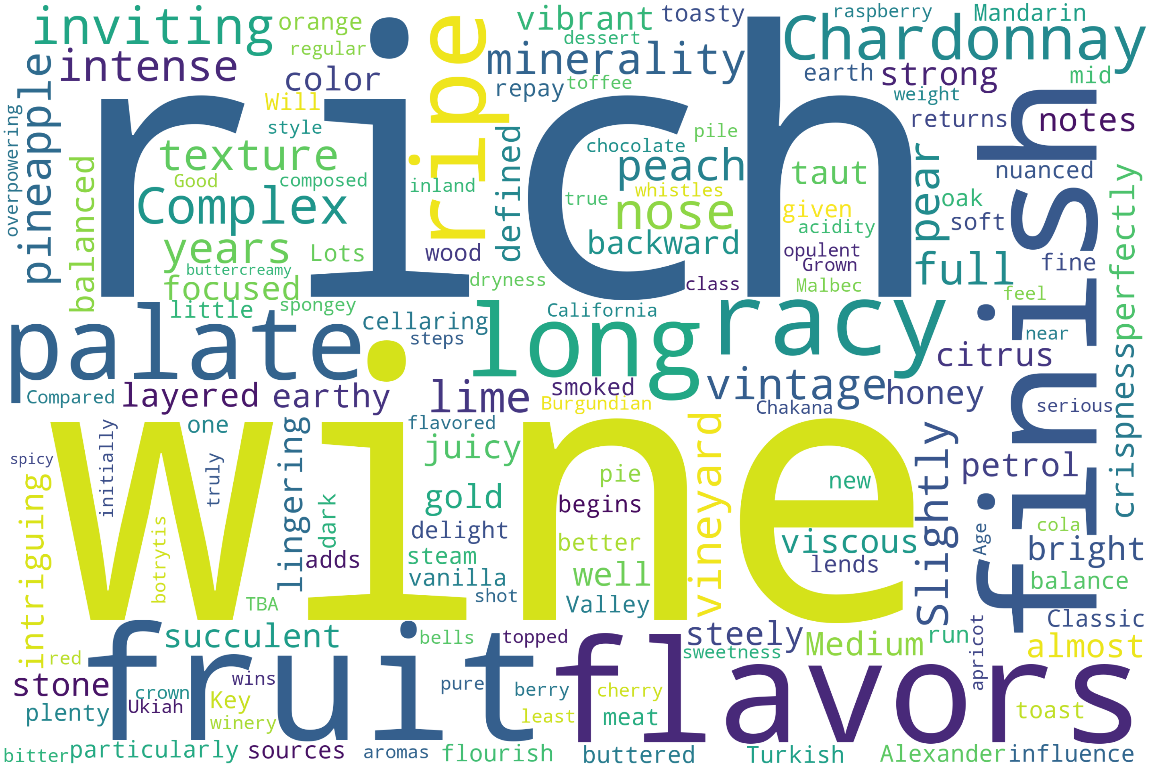 inviting
orange
regular
vibrant
dessert
toasty
raspberry
Mandarin
Chardonnay
intense
color
ripe
minerality
earth
strong
mid
pineapple
overpowering
Will
style
rich
repay
toffee
weight
returns
notes
finish
balanced
texture
Good
composed
inland
defined
chocolate
pile
peach
whistles
taut
pear
oak
nuanced
Complex
years
Lots
wood
true
nose
given
acidity
soft
perfectly
backward
opulent
Grown
full
fine
buttercreamy
focused
dryness
class
Malbec
feel
little
spongey
cellaring
steps
California
palate
long
racy
near
citrus
crispness
Compared
layered
earthy
lime
smoked
Burgundian
vintage
honey
Chakana
serious
one
flavored
juicy
vineyard
Slightly
petrol
spicy
initially
truly
lingering
wine
intriguing
botrytis
dark
gold
pie
begins
new
Age
cola
delight
better
viscous
bright
adds
steam
vanilla
shot
well
lends
balance
TBA
Valley
Classic
succulent
bells
topped
steely
Medium
run
almost
red
fruit
flavors
sweetness
apricot
stone
crown
wins
pure
berry
cherry
Ukiah
Key
plenty
winery
least
meat
toast
bitter
particularly
sources
aromas
flourish
buttered
Turkish
Alexander
influence